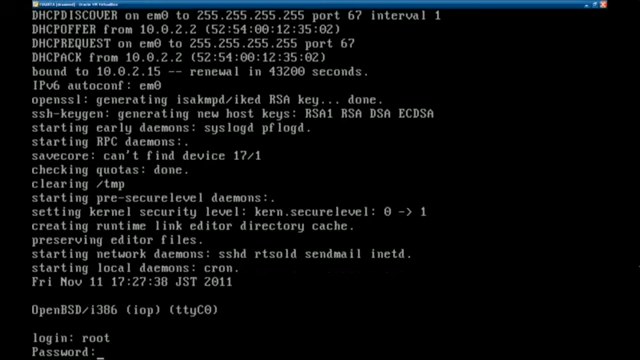 DHCPDISCOVER on em0 to 255.255.255.255 port 67 interval 1
DHCPOFFER from 10.0.2.2 (52:54:00:12:35:02)
DHCPREQUEST on em0 to 255.255.255.255 port 67
DHCPACK from 10.0.2.2 (52:54:00:12:35:02)
bound to 10.0.2.15 -- renewal in 43200 seconds.
IPv6 autoconf: em0
openssl: generating isakmpd/iked RSA key... done.
ssh-keygen: generating new host keys: RSA1 RSA DSA ECDSA
starting early daemons: syslogd pflogd.
starting RPC daemons:.
savecore: can't find device 17/1
checking quotas: done.
clearing /tmp
starting pre-securelevel daemons:.
setting kernel security level: kern.securelevel: 0 -> 1
creating runtime link editor directory cache.
preserving editor files.
starting network daemons: sshd rtsold sendmail inetd.
starting local daemons: cron.
Fri Nov 11 17:27:38 JST 2011
OpenBSD/i386 (iop) (ttyC0)
login: root
Password: